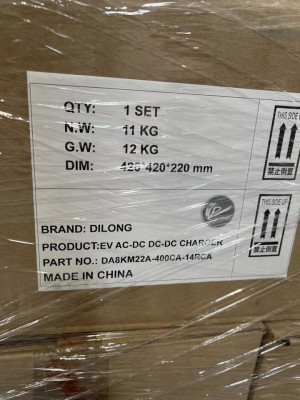 QTY: 1 SET
N.W: 11 KG
G.W: 12 KG
DIM: 420*420*220 mm
THIS SIDE
禁止倒置
BRAND: DILONG
PRODUCT:EV AC-DC DC-DC CHARGER
PART NO.: DA8KM22A-400CA-14RCA
MADE IN CHINA
THIS SIDE UP
禁止倒置